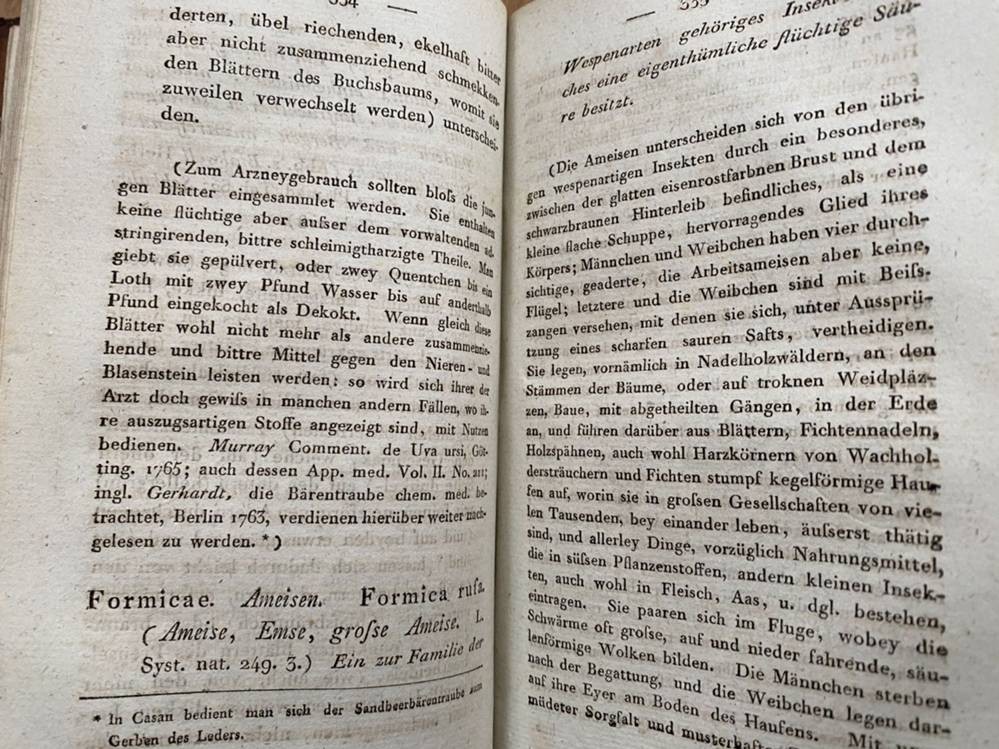 derten, übel riechenden, ekelhaft bitter
aber nicht zusammenziehend schmekken-
den Blättern des Buchsbaums, womit sie
zuweilen verwechselt werden) unterschei-
den.
(Zum Arzneygebrauch sollten bloſs die jun-
gen Blätter eingesammlet werden. Sie enthalten
keine flüchtige aber auſser dem vorwaltenden ad-
stringirenden, bittre schleimigtharzigte Theile. Man
giebt sie gepülvert, oder zwey Quentchen bis ein
Loth mit zwey Pfund Wasser bis auf anderthalb
Pfund eingekocht als Dekokt. Wenn gleich diese
Blätter wohl nicht mehr als andere zusammenzie-
hende und bittre Mittel gegen den Nieren- und
Blasenstein leisten werden; so wird sich ihrer der
Arzt doch gewiſs in manchen andern Fällen, wo ih-
re auszugsartigen Stoffe angezeigt sind, mit Nutzen
bedienen. Murray Comment. de Uva ursi, Göt-
ting. 1765; auch dessen App. med. Vol. II. No. 211;
ingl. Gerhardt, die Bärentraube chem. med. be-
trachtet, Berlin 1763, verdienen hierüber weiter nach-
gelesen zu werden. *)
Formicae. Ameisen. Formica rufa.
(Ameise, Emse, groſse Ameise. L.
Syst. nat. 249. 3.) Ein zur Familie der
* In Casan bedient man sich der Sandbeerbärentraube zum
Gerben des Leders.
Wespenarten gehöriges Insekt
ches eine eigenthümliche flüchtige Säu-
re besitzt.
(Die Ameisen unterscheiden sich von den übri-
gen wespenartigen Insekten durch ein besonderes,
zwischen der glatten eisenrostfarbnen Brust und dem
schwarzbraunen Hinterleib befindliches, als eine
kleine flache Schuppe, hervorragendes Glied ihres
Körpers; Männchen und Weibchen haben vier durch-
sichtige, geaderte, die Arbeitsameisen aber keine,
Flügel; letztere und die Weibchen sind mit Beiſs-
zangen versehen, mit denen sie sich, unter Aussprü-
tzung eines scharfen sauren Safts, vertheidigen.
Sie legen, vornämlich in Nadelholzwäldern, an den
Stämmen der Bäume, oder auf troknen Weidpläz-
zen, Baue, mit abgetheilten Gängen, in der Erde
an, und führen darüber aus Blättern, Fichtennadeln,
Holzspähnen, auch wohl Harzkörnern von Wachhol-
dersträuchern und Fichten stumpf kegelförmige Hau-
fen auf, worin sie in groſsen Gesellschaften von vie-
len Tausenden, bey einander leben, äuſserst thätig
sind, und allerley Dinge, vorzüglich Nahrungsmittel,
die in süſsen Pflanzenstoffen, andern kleinen Insek-
ten, auch wohl in Fleisch, Aas, u. dgl. bestehen,
eintragen. Sie paaren sich im Fluge, wobey die
Schwärme oft groſse, auf und nieder fahrende, säu-
lenförmige Wolken bilden. Die Männchen sterben
nach der Begattung, und die Weibchen legen dar-
auf ihre Eyer am Boden des Haufens. Mit
müdeter Sorgfalt und